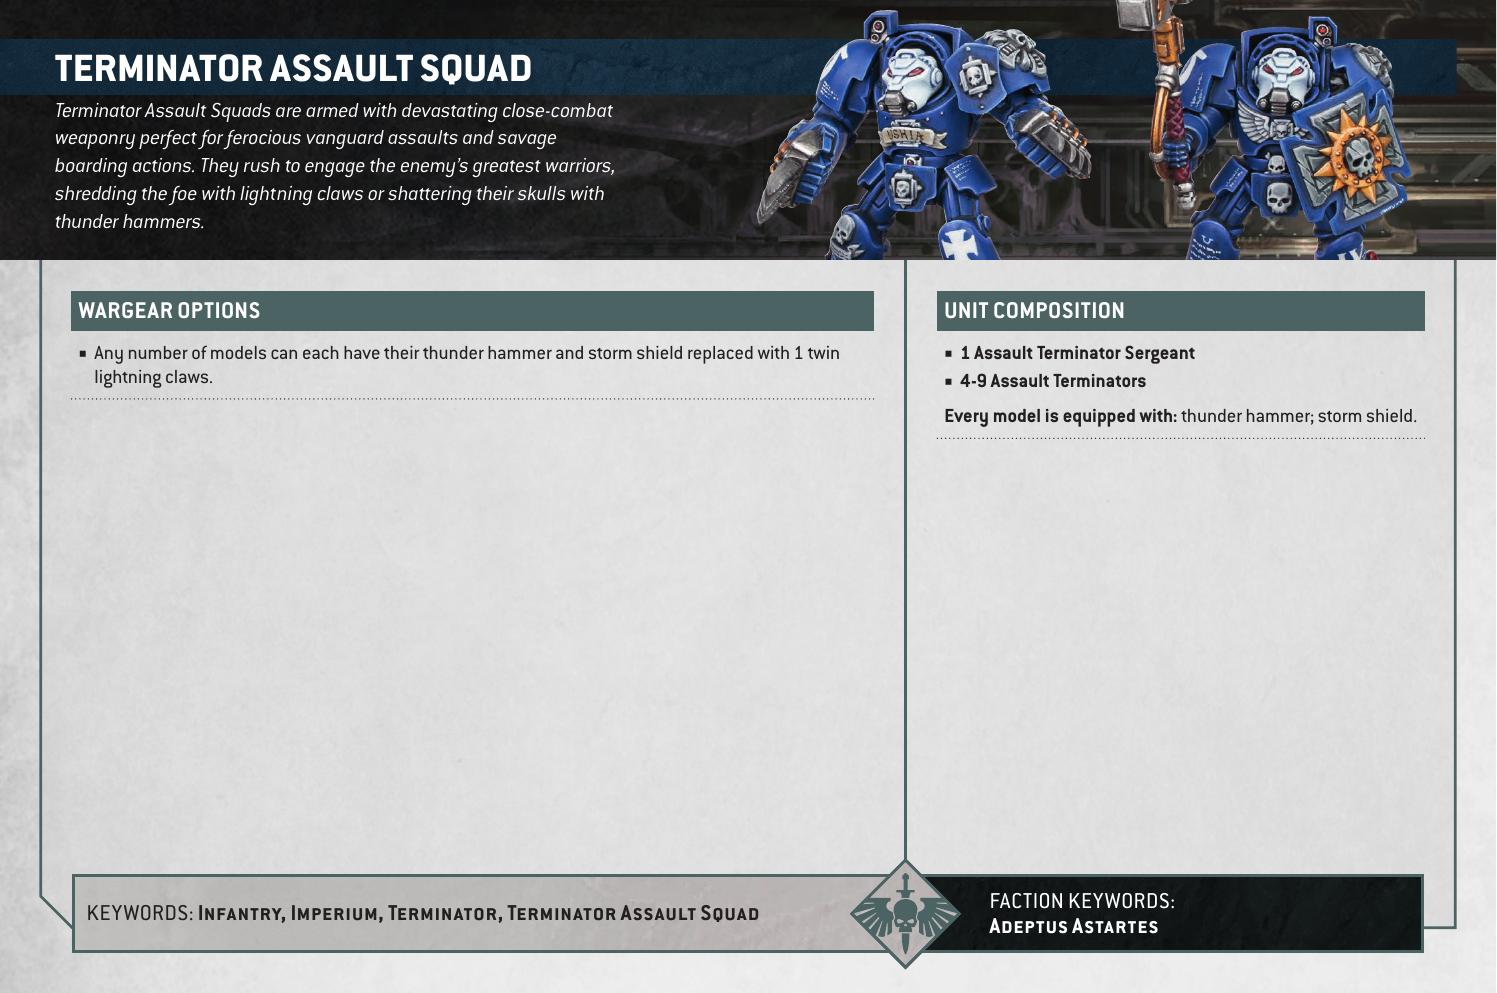 TERMINATOR ASSAULT SQUAD
Terminator Assault Squads are armed with devastating close-combat
weaponry perfect for ferocious vanguard assaults and savage
boarding actions. They rush to engage the enemy's greatest warriors,
shredding the foe with lightning claws or shattering their skulls with
thunder hammers.
WARGEAR OPTIONS
▪ Any number of models can each have their thunder hammer and storm shield replaced with 1 twin
lightning claws.
UNIT COMPOSITION
▪ 1 Assault Terminator Sergeant
▪ 4-9 Assault Terminators
Every model is equipped with: thunder hammer; storm shield.
KEYWORDS: Infantry, Imperium, Terminator, Terminator Assault Squad
FACTION KEYWORDS:
Adeptus Astartes